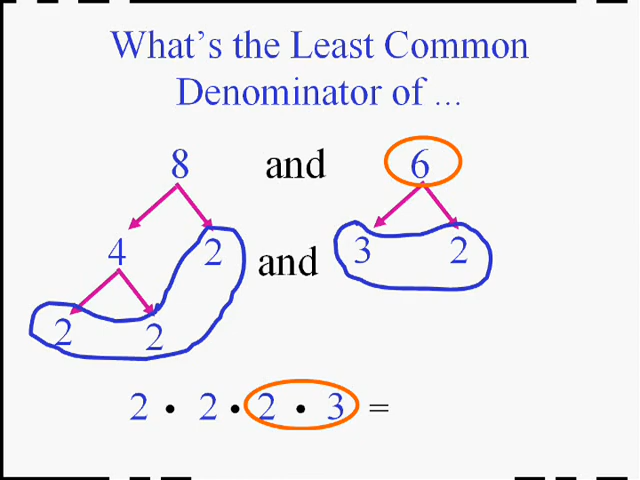 What's the Least Common
Denominator of ...
8 and 6
4 2 and 3 2
2 2
2 • 2 • 2 • 3 =